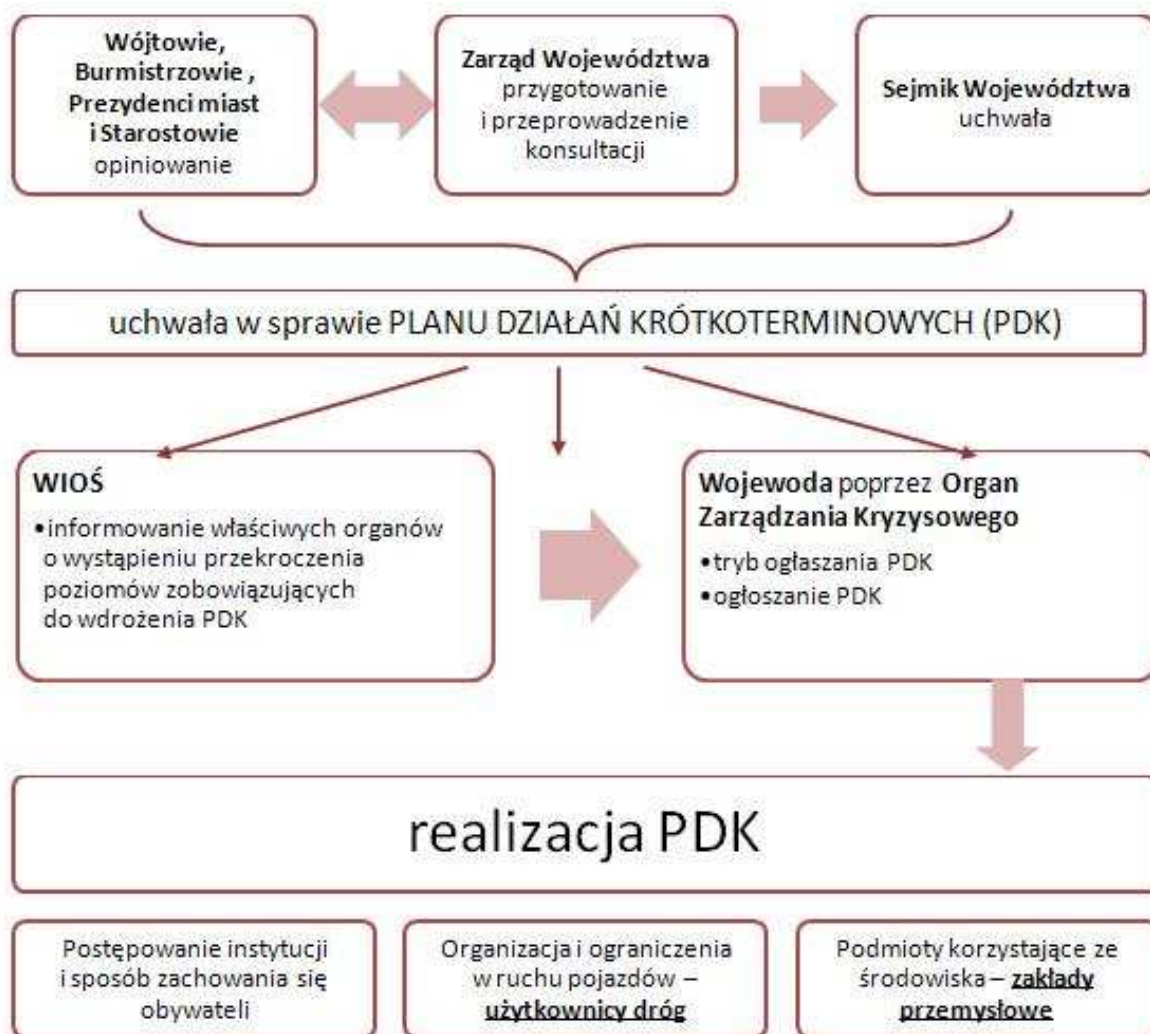 Wójtowie,
Burmistrzowie ,
Prezydenci miast
i Starostowie
opiniowanie
Zarząd Województwa
przygotowanie
i przeprowadzenie
konsultacji
Sejmik Województwa
uchwała
uchwała w sprawie PLANU DZIAŁAŃ KRÓTKOTERMINOWYCH (PDK)
WIOŚ
•informowanie właściwych organów
o wystąpieniu przekroczenia
poziomów zobowiązujących
do wdrożenia PDK
Wojewoda poprzez Organ
Zarządzania Kryzysowego
•tryb ogłaszania PDK
•ogłoszanie PDK
realizacja PDK
Postępowanie instytucji
i sposób zachowania się
obywateli
Organizacja i ograniczenia
w ruchu pojazdów –
użytkownicy dróg
Podmioty korzystające ze
środowiska – zakłady
przemysłowe